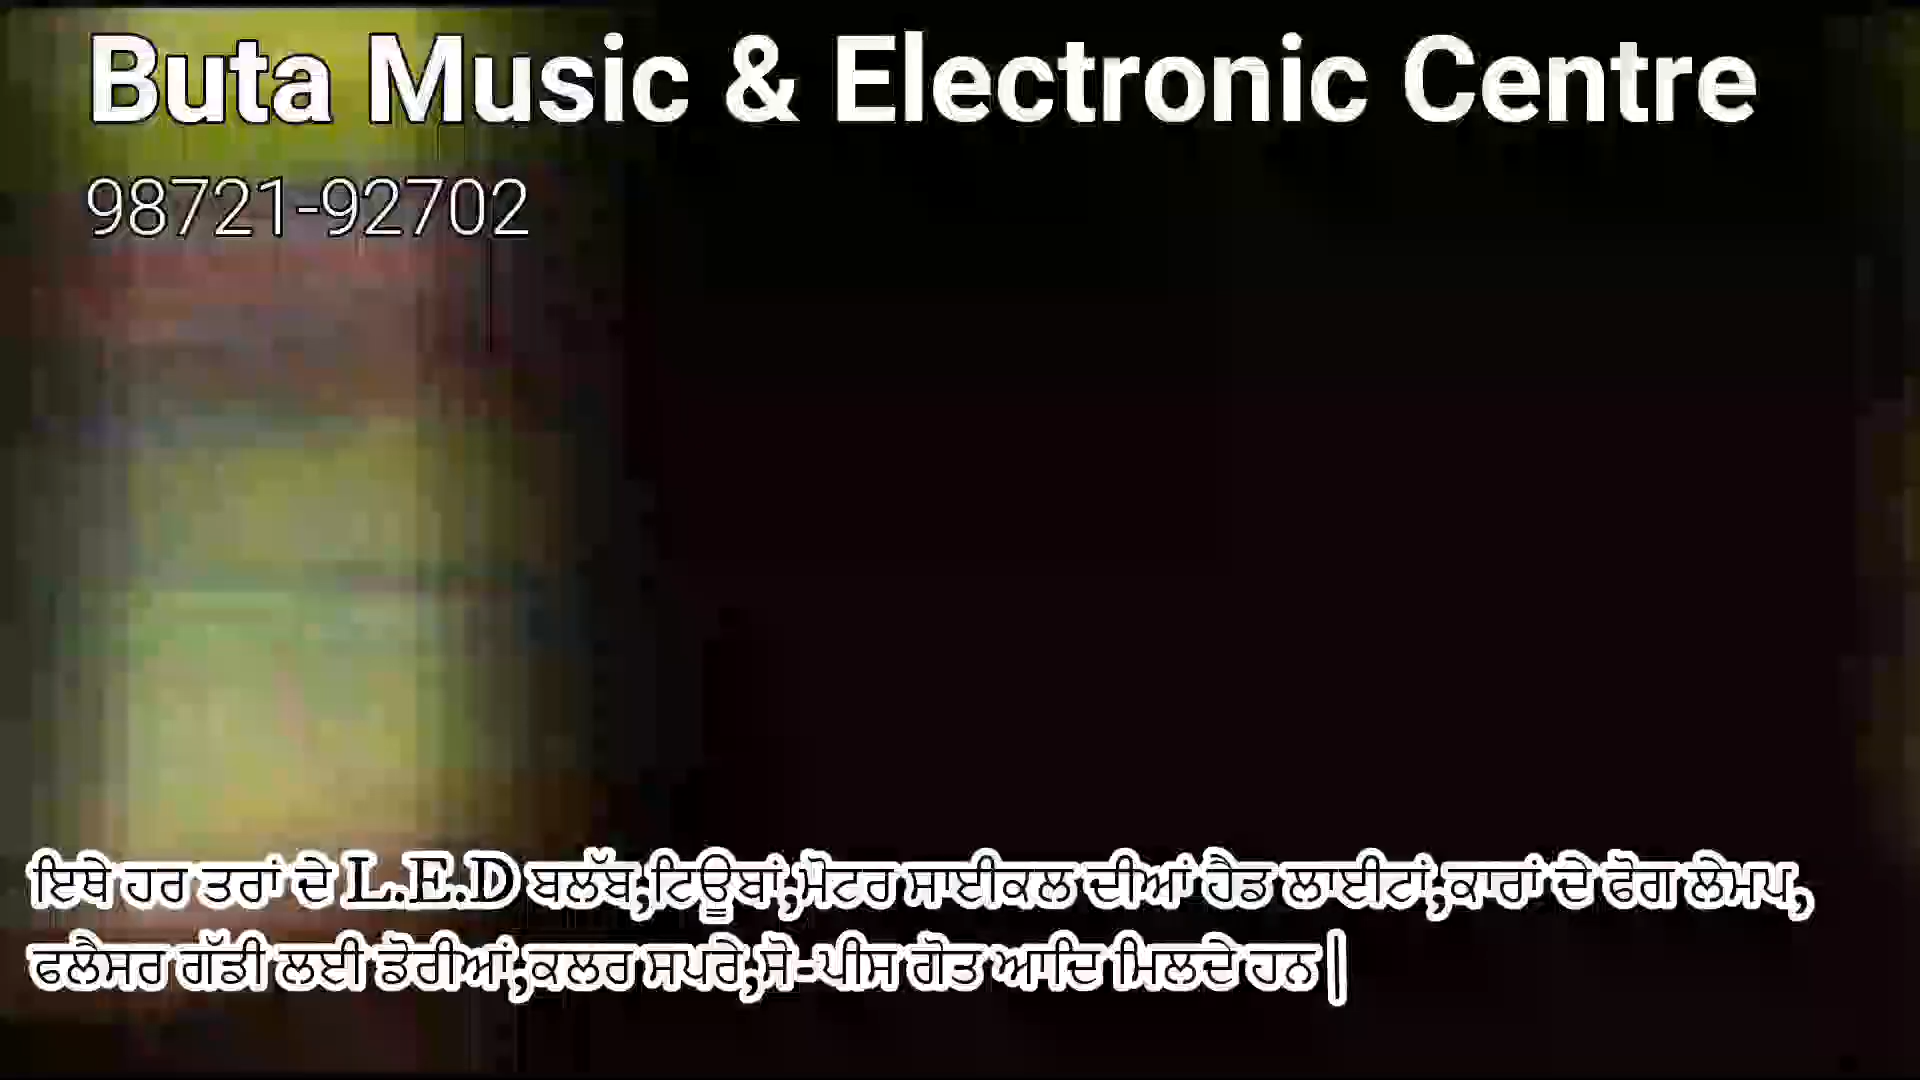 Buta Music & Electronic Centre
98721-92702
ਇਥੇ ਹਰ ਤਰਾਂ ਦੇ L.E.D ਬਲੱਬ,ਟਿਊਬਾਂ,ਮੋਟਰ ਸਾਈਕਲ ਦੀਆਂ ਹੈਡ ਲਾਈਟਾਂ,ਕਾਰਾਂ ਦੇ ਫੋਗ ਲੇਮਪ,
ਫਲੈਸਰ ਗੱਡੀ ਲਈ ਡੋਰੀਆਂ,ਕਲਰ ਸਪਰੇ,ਸੋ-ਪੀਸ ਗੋਤ ਆਦਿ ਮਿਲਦੇ ਹਨ|